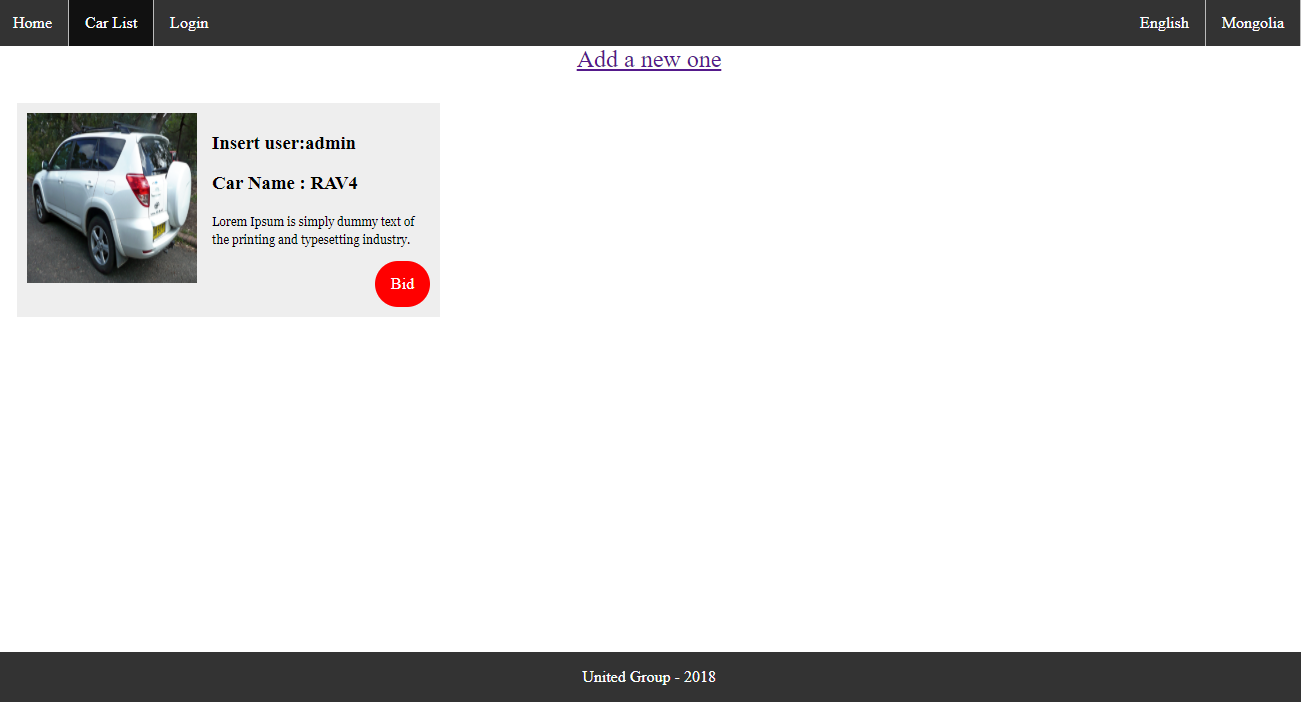 Home Car List Login English Mongolia
Add a new one
Insert user:admin
Car Name : RAV4
Lorem Ipsum is simply dummy text of
the printing and typesetting industry.
Bid
United Group - 2018